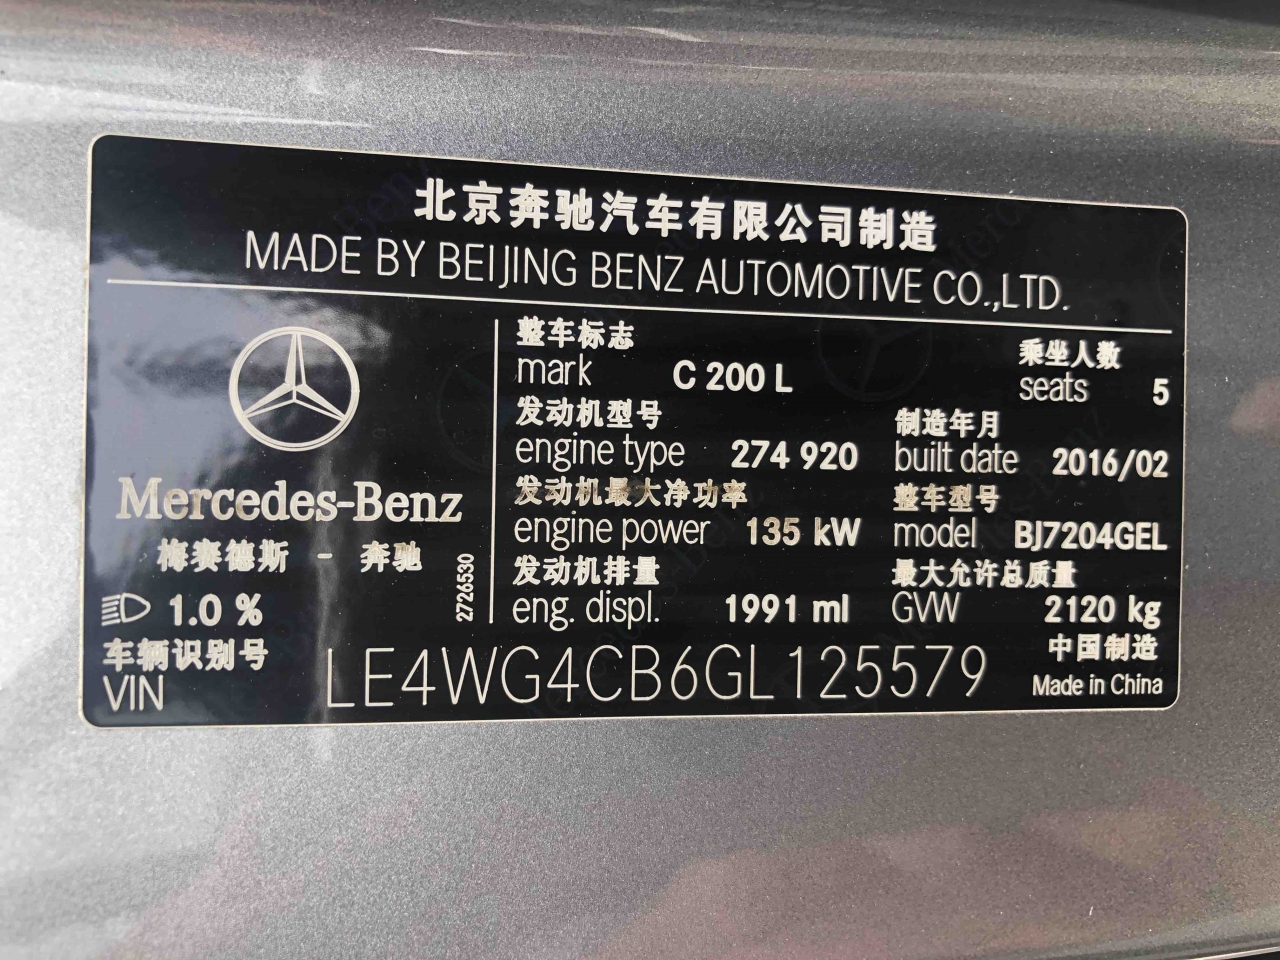 北京奔驰汽车有限公司制造
MADE BY BEIJING BENZ AUTOMOTIVE CO.,LTD.
Mercedes-Benz
梅赛德斯 - 奔驰
1.0 %
2726530
整车标志
mark C 200 L
乘坐人数
seats 5
发动机型号
engine type 274 920
制造年月
built date 2016/02
发动机最大净功率
engine power 135 kW
整车型号
model BJ7204GEL
发动机排量
eng. displ. 1991 ml
最大允许总质量
GVW 2120 kg
车辆识别号
VIN LE4WG4CB6GL125579
中国制造
Made in China